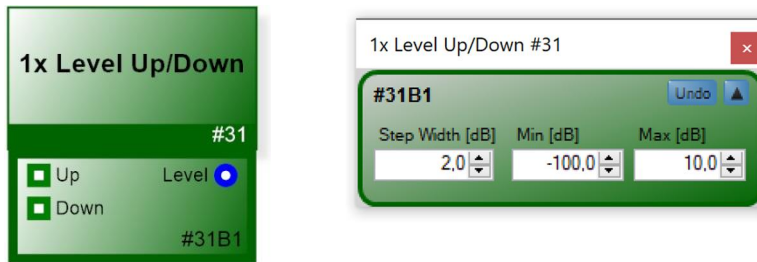 1x Level Up/Down
#31
Up Level
Down
#31B1
1x Level Up/Down #31
#31B1 Undo
Step Width [dB] Min [dB] Max [dB]
2,0 -100,0 10,0